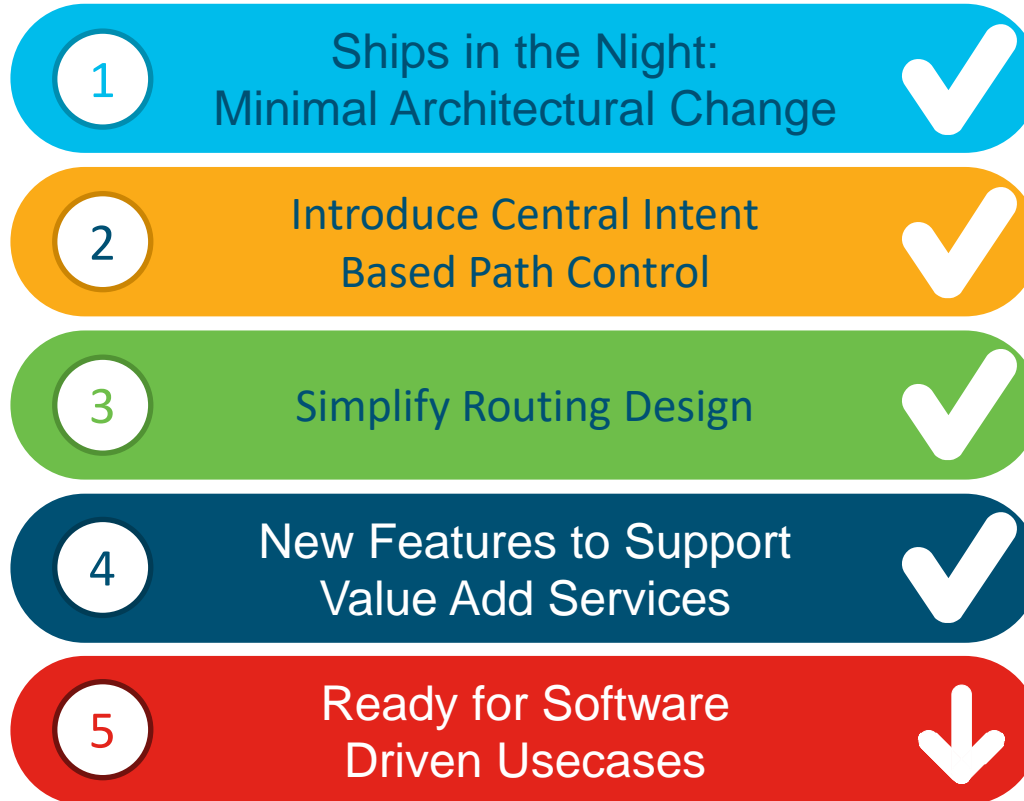 1
Ships in the Night:
Minimal Architectural Change
2
Introduce Central Intent
Based Path Control
3
Simplify Routing Design
4
New Features to Support
Value Add Services
5
Ready for Software
Driven Usecases